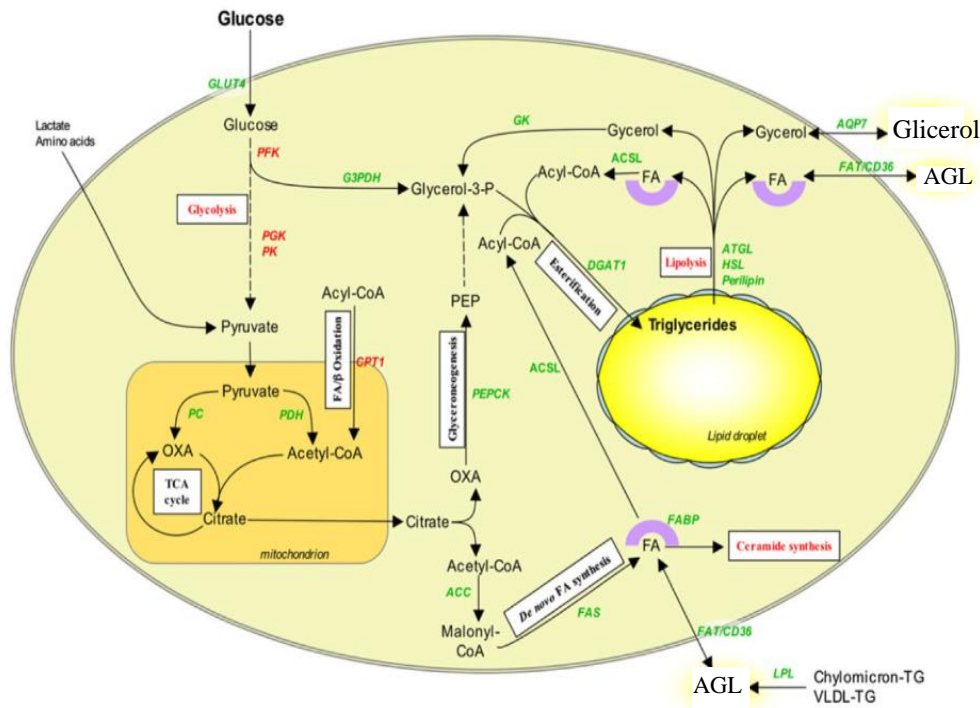 Glucose
GLUT4
Glucose
Lactate
Amino acids
PFK
G3PDH
Glycerol-3-P
GK
Gycerol
Gycerol
AQP7
Glicerol
Acyl-CoA
ACSL
FA
FA
FAT/CD36
AGL
Glycolysis
PGK
PK
Acyl-CoA
DGAT1
Esterification
Lipolysis
ATGL
HSL
Perilipin
Triglycerides
Lipid droplet
Acyl-CoA
FA/β Oxidation
CPT1
PEP
Glyceroneogenesis
PEPCK
ACSL
Pyruvate
Pyruvate
PC
PDH
OXA
Acetyl-CoA
TCA
cycle
Citrate
mitochondrion
OXA
Citrate
Acetyl-CoA
ACC
Malonyl-
CoA
De novo FA synthesis
FAS
FABP
FA
Ceramide synthesis
FAT/CD36
AGL
LPL
Chylomicron-TG
VLDL-TG